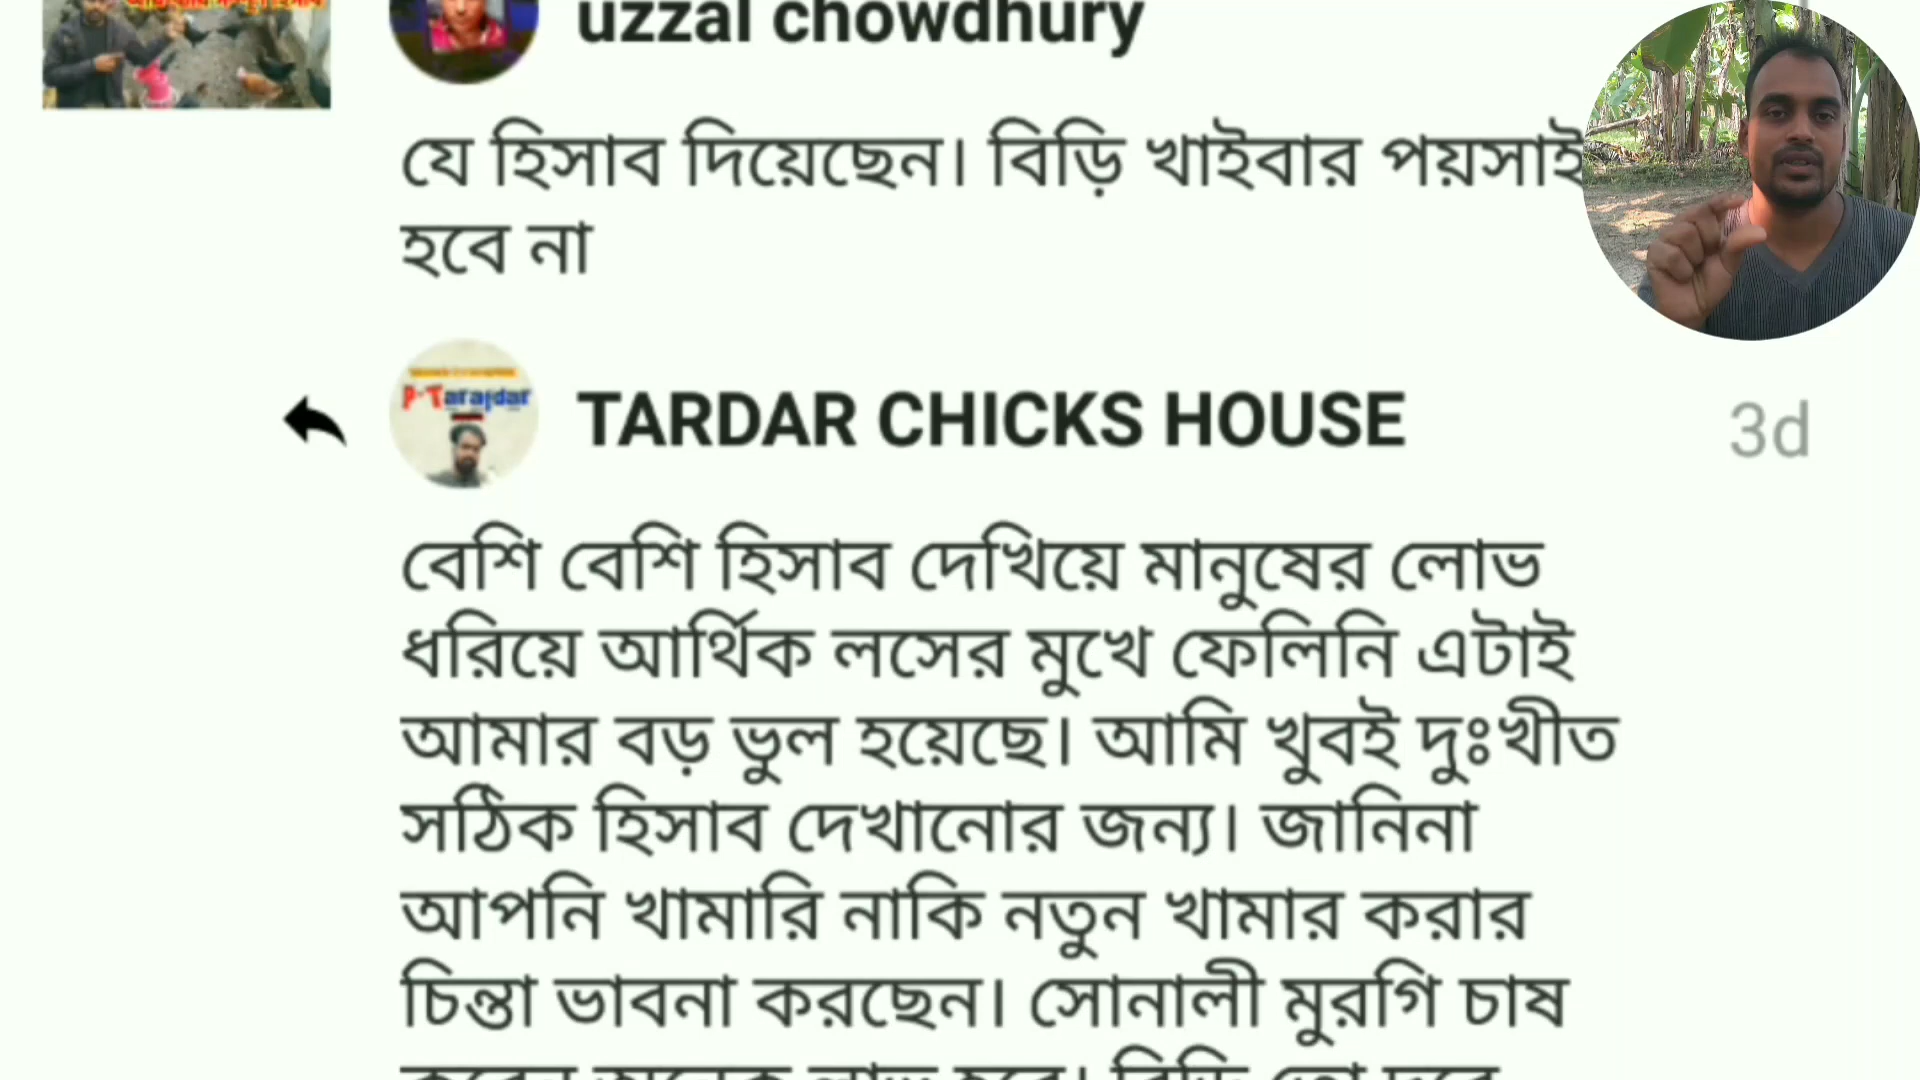 uzzal chowdhury
যে হিসাব দিয়েছেন। বিড়ি খাইবার পয়সাই
হবে না
P-Tarafdar
TARDAR CHICKS HOUSE
3d
বেশি বেশি হিসাব দেখিয়ে মানুষের লোভ
ধরিয়ে আর্থিক লসের মুখে ফেলিনি এটাই
আমার বড় ভুল হয়েছে। আমি খুবই দুঃখীত
সঠিক হিসাব দেখানোর জন্য। জানিনা
আপনি খামারি নাকি নতুন খামার করার
চিন্তা ভাবনা করছেন। সোনালী মুরগি চাষ